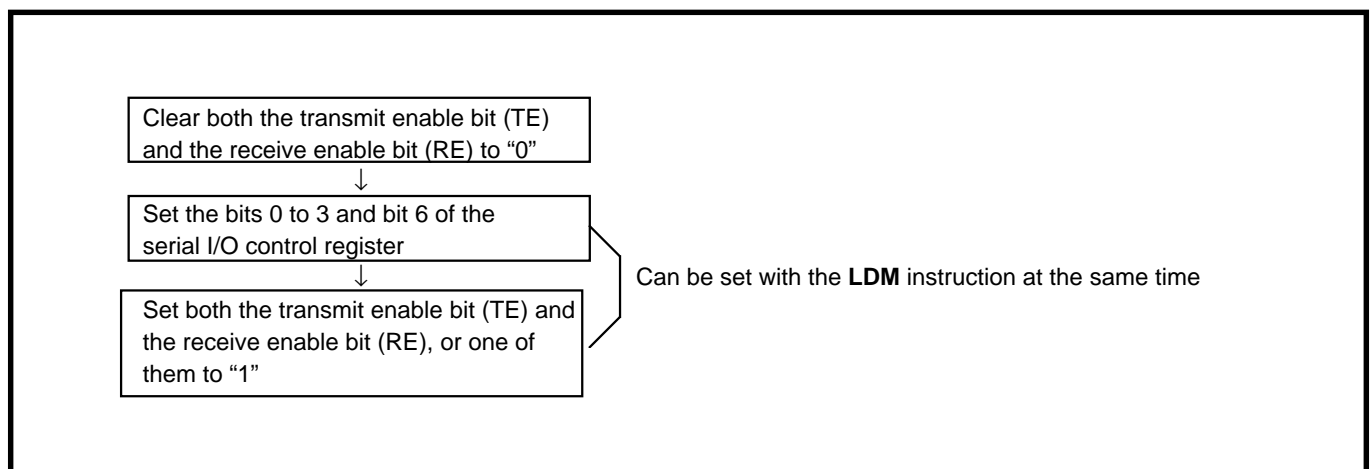 Clear both the transmit enable bit (TE)
and the receive enable bit (RE) to “0”
↓
Set the bits 0 to 3 and bit 6 of the
serial I/O control register
↓
Can be set with the LDM instruction at the same time
Set both the transmit enable bit (TE) and
the receive enable bit (RE), or one of
them to “1”